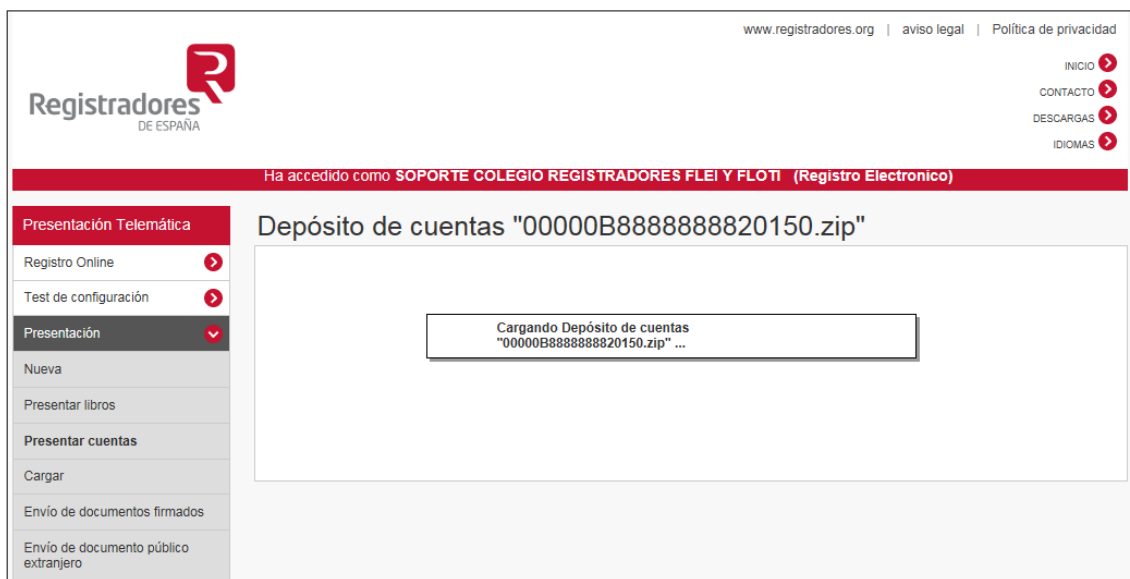 www.registradores.org | aviso legal | Política de privacidad
INICIO
CONTACTO
DESCARGAS
IDIOMAS
Registradores
DE ESPAÑA
Ha accedido como SOPORTE COLEGIO REGISTRADORES FLEI Y FLOTI (Registro Electronico)
Presentación Telemática
Registro Online
Test de configuración
Presentación
Nueva
Presentar libros
Presentar cuentas
Cargar
Envío de documentos firmados
Envío de documento público
extranjero
Depósito de cuentas "00000B8888888820150.zip"
Cargando Depósito de cuentas
"00000B8888888820150.zip" ...